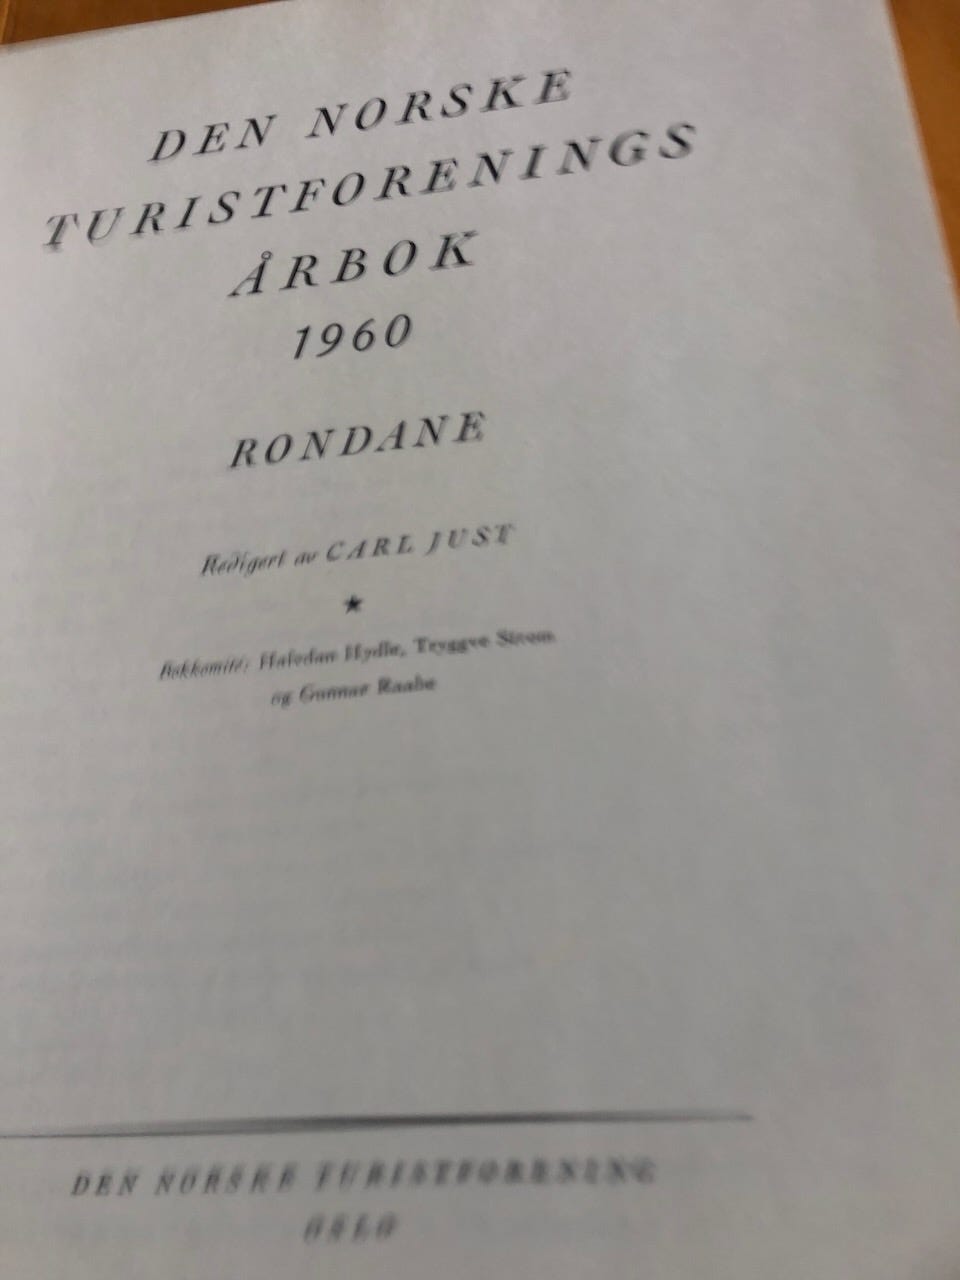 DEN NORSKE
TURISTFORENINGS
ÅRBOK
1960
RONDANE
Redigert av CARL JUST
★
Bokkomité: Halvdan Hydle, Tryggve Strøm
og Gunnar Raabe
DEN NORSKE TURISTFORENING
OSLO